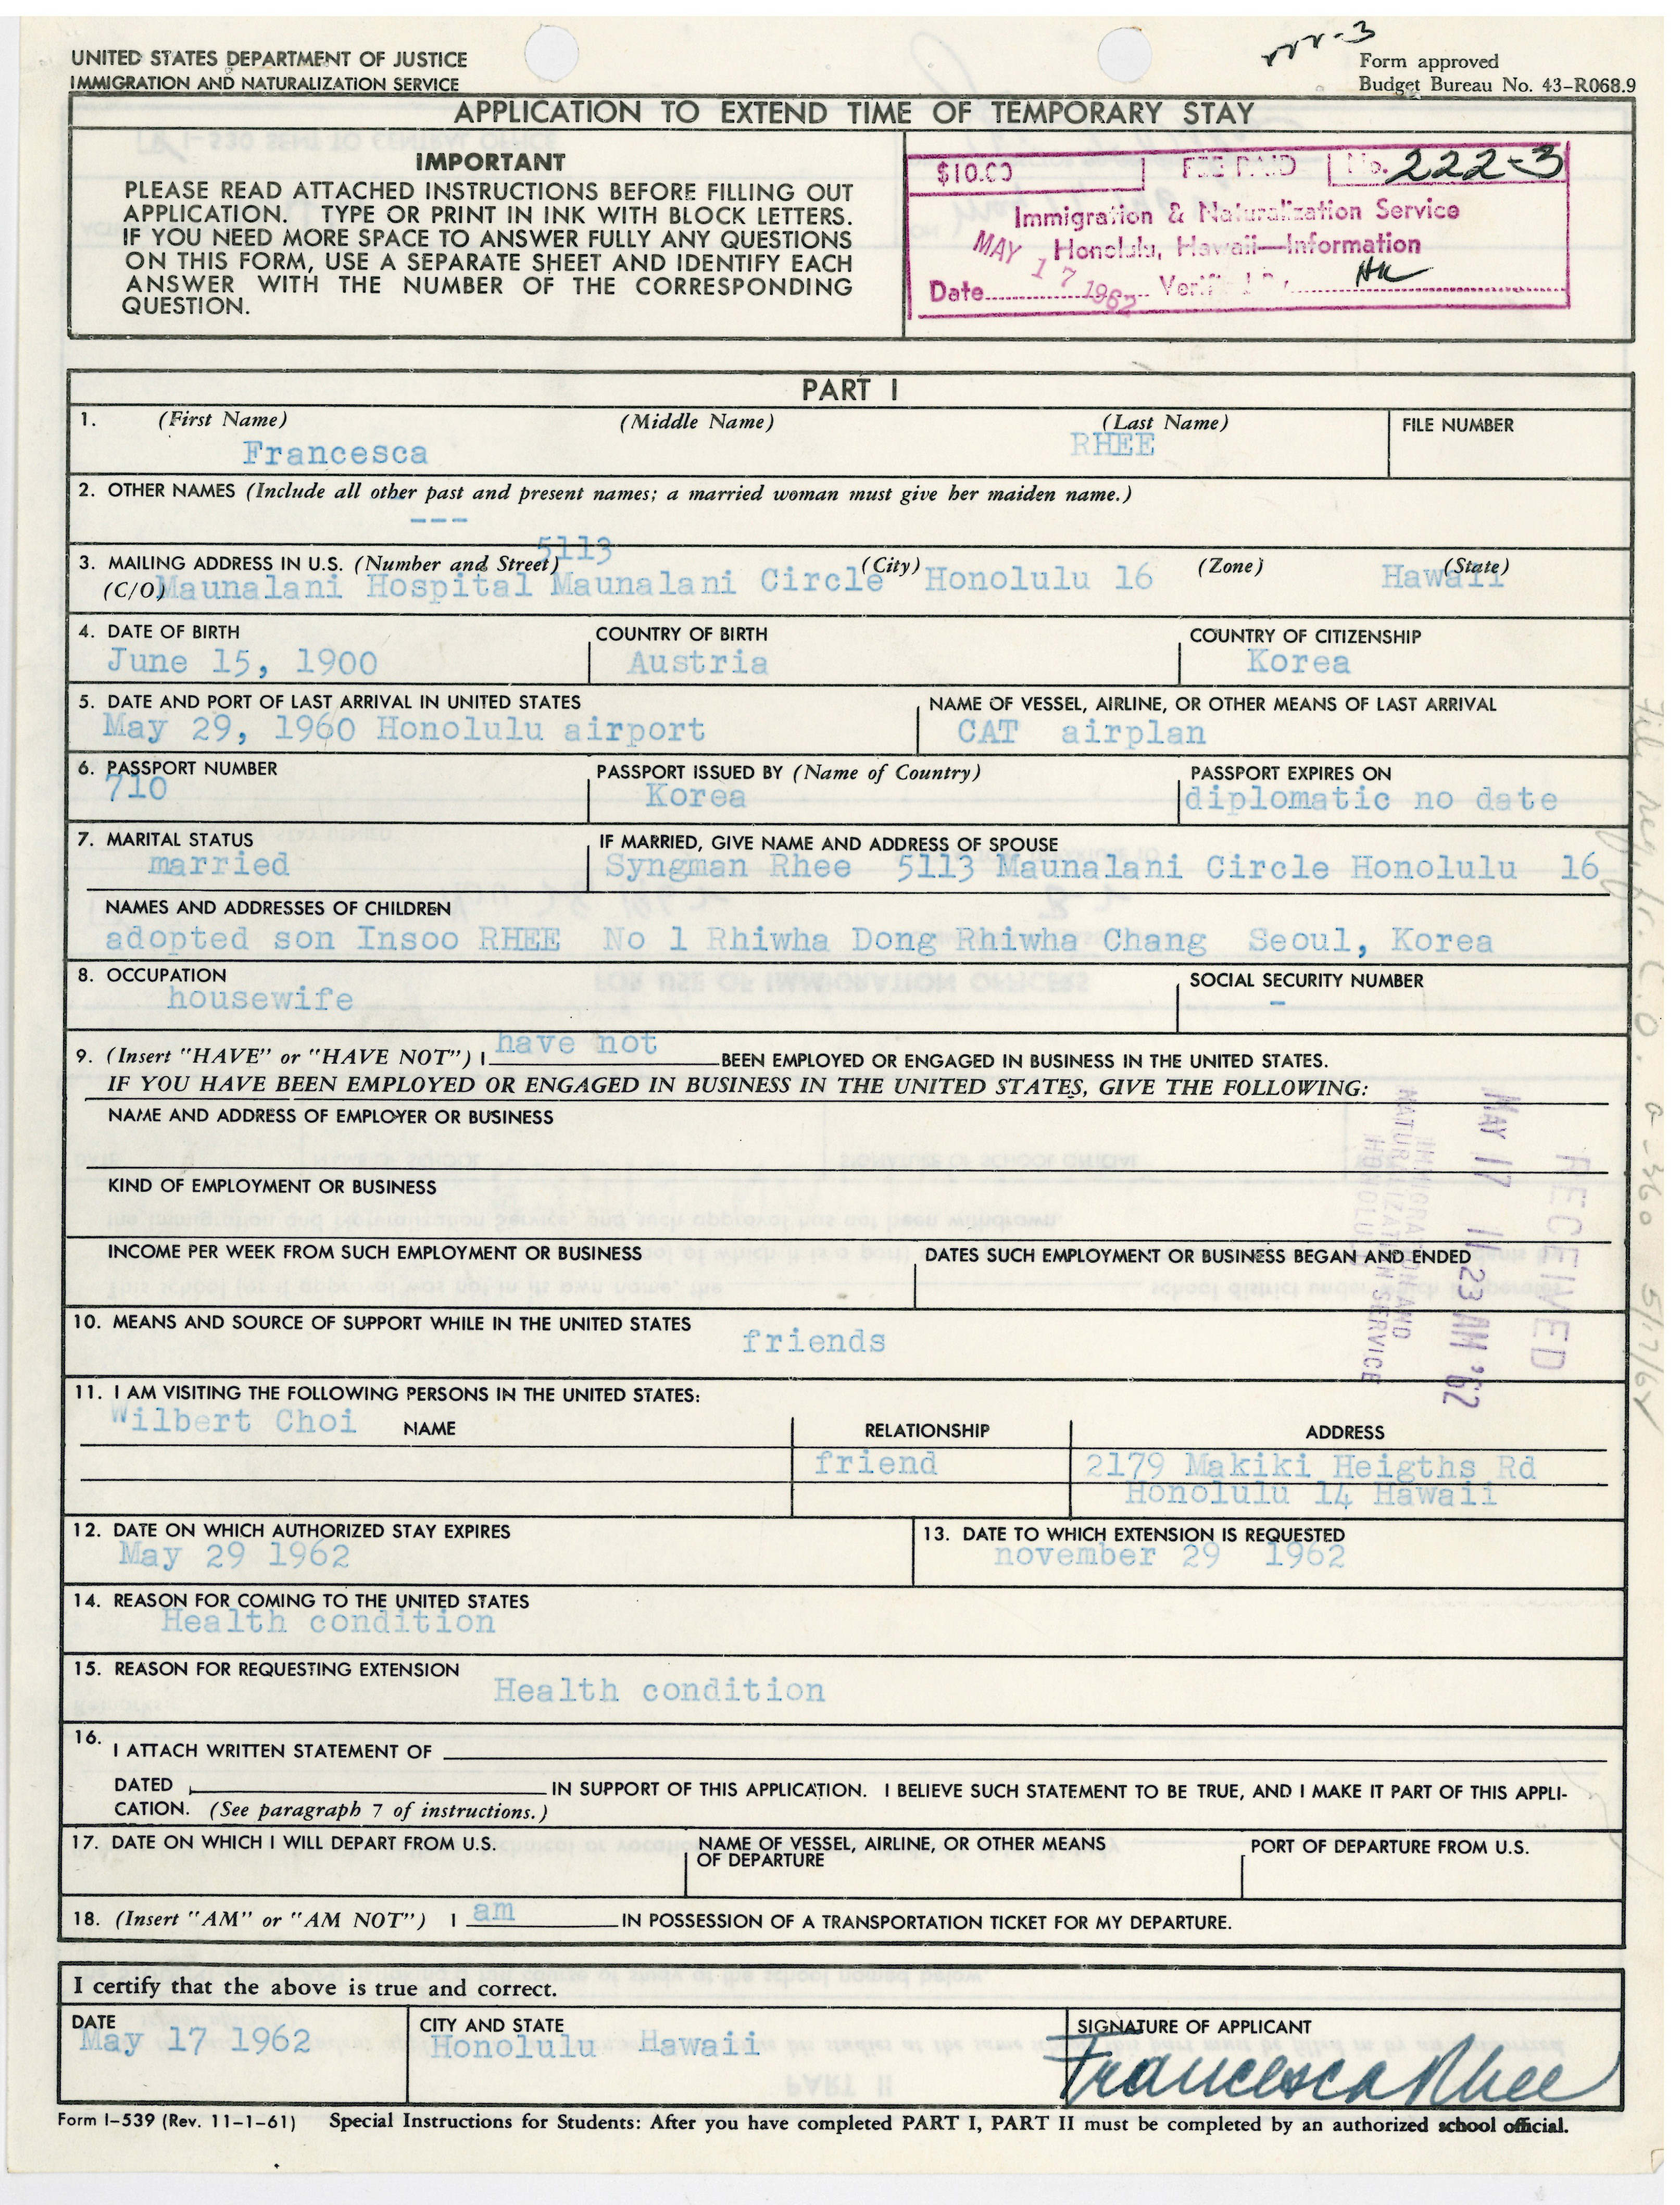 rrr-3
UNITED STATES DEPARTMENT OF JUSTICE
IMMIGRATION AND NATURALIZATION SERVICE
Form approved
Budget Bureau No. 43-R068.9
APPLICATION TO EXTEND TIME OF TEMPORARY STAY
IMPORTANT
PLEASE READ ATTACHED INSTRUCTIONS BEFORE FILLING OUT
APPLICATION. TYPE OR PRINT IN INK WITH BLOCK LETTERS.
IF YOU NEED MORE SPACE TO ANSWER FULLY ANY QUESTIONS
ON THIS FORM, USE A SEPARATE SHEET AND IDENTIFY EACH
ANSWER WITH THE NUMBER OF THE CORRESPONDING
QUESTION.
$10.00 FEE PAID No. 222-3
Immigration & Naturalization Service
Honolulu, Hawaii—Information
MAY 17 1962
Date Verified By HK
PART I
1. (First Name) (Middle Name) (Last Name) FILE NUMBER
Francesca RHEE
2. OTHER NAMES (Include all other past and present names; a married woman must give her maiden name.)
---
5113
3. MAILING ADDRESS IN U.S. (Number and Street) (City) (Zone) (State)
(C/O) Maunalani Hospital Maunalani Circle Honolulu 16 Hawaii
4. DATE OF BIRTH COUNTRY OF BIRTH COUNTRY OF CITIZENSHIP
June 15, 1900 Austria Korea
5. DATE AND PORT OF LAST ARRIVAL IN UNITED STATES NAME OF VESSEL, AIRLINE, OR OTHER MEANS OF LAST ARRIVAL
May 29, 1960 Honolulu airport CAT airplan
6. PASSPORT NUMBER PASSPORT ISSUED BY (Name of Country) PASSPORT EXPIRES ON
710 Korea diplomatic no date
7. MARITAL STATUS IF MARRIED, GIVE NAME AND ADDRESS OF SPOUSE
married Syngman Rhee 5113 Maunalani Circle Honolulu 16
NAMES AND ADDRESSES OF CHILDREN
adopted son Insoo RHEE No 1 Rhiwha Dong Rhiwha Chang Seoul, Korea
8. OCCUPATION SOCIAL SECURITY NUMBER
housewife -
9. (Insert "HAVE" or "HAVE NOT") I have not BEEN EMPLOYED OR ENGAGED IN BUSINESS IN THE UNITED STATES.
IF YOU HAVE BEEN EMPLOYED OR ENGAGED IN BUSINESS IN THE UNITED STATES, GIVE THE FOLLOWING:
NAME AND ADDRESS OF EMPLOYER OR BUSINESS
KIND OF EMPLOYMENT OR BUSINESS
INCOME PER WEEK FROM SUCH EMPLOYMENT OR BUSINESS DATES SUCH EMPLOYMENT OR BUSINESS BEGAN AND ENDED
RECEIVED
MAY 17 11 23 AM '62
IMMIGRATION AND
NATURALIZATION SERVICE
HONOLULU
10. MEANS AND SOURCE OF SUPPORT WHILE IN THE UNITED STATES
friends
11. I AM VISITING THE FOLLOWING PERSONS IN THE UNITED STATES:
Wilbert Choi NAME RELATIONSHIP ADDRESS
friend 2179 Makiki Heigths Rd
Honolulu 14 Hawaii
12. DATE ON WHICH AUTHORIZED STAY EXPIRES 13. DATE TO WHICH EXTENSION IS REQUESTED
May 29 1962 november 29 1962
14. REASON FOR COMING TO THE UNITED STATES
Health condition
15. REASON FOR REQUESTING EXTENSION
Health condition
16.
I ATTACH WRITTEN STATEMENT OF
DATED IN SUPPORT OF THIS APPLICATION. I BELIEVE SUCH STATEMENT TO BE TRUE, AND I MAKE IT PART OF THIS APPLI-
CATION. (See paragraph 7 of instructions.)
17. DATE ON WHICH I WILL DEPART FROM U.S. NAME OF VESSEL, AIRLINE, OR OTHER MEANS PORT OF DEPARTURE FROM U.S.
OF DEPARTURE
18. (Insert "AM" or "AM NOT") I am IN POSSESSION OF A TRANSPORTATION TICKET FOR MY DEPARTURE.
I certify that the above is true and correct.
DATE CITY AND STATE SIGNATURE OF APPLICANT
May 17 1962 Honolulu Hawaii Francesca Rhee
Form I-539 (Rev. 11-1-61) Special Instructions for Students: After you have completed PART I, PART II must be completed by an authorized school official.